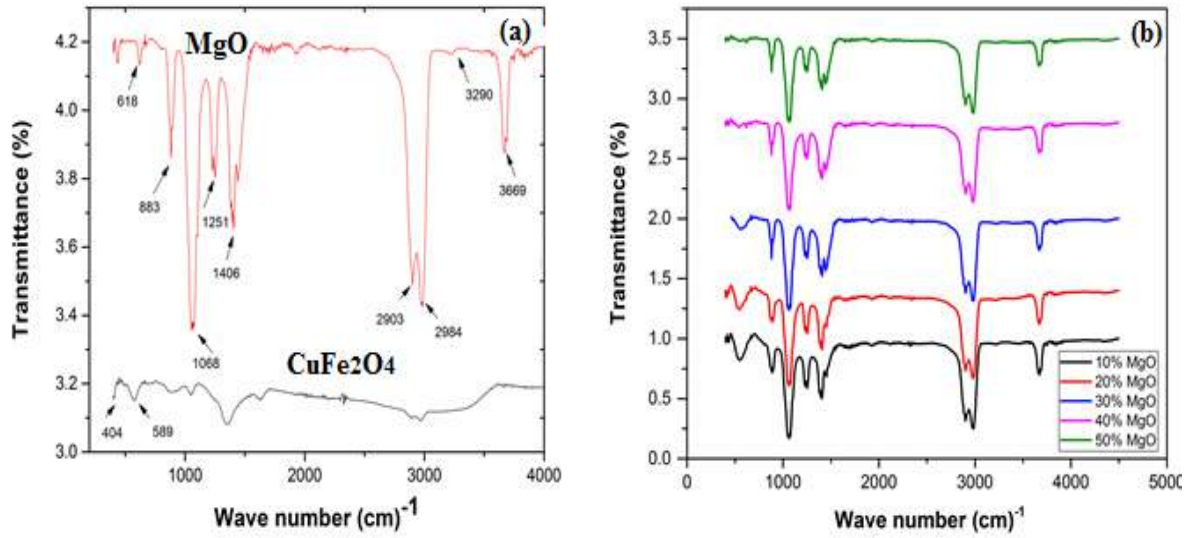 (a)
MgO
4.2
4.0
3.8
3.6
3.4
3.2
3.0
Transmittance (%)
618
883
1068
1251
1406
2903
2984
3290
3669
CuFe2O4
404
589
1000
2000
3000
4000
Wave number (cm)-1
(b)
3.5
3.0
2.5
2.0
1.5
1.0
0.5
0.0
Transmittance (%)
10% MgO
20% MgO
30% MgO
40% MgO
50% MgO
0
1000
2000
3000
4000
5000
Wave number (cm)-1